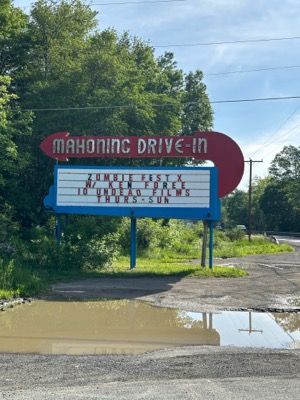 MAHONING DRIVE-IN
ZOMBIE FEST X
W/ KEN FOREE
10 UNDEAD FILMS
THURS-SUN